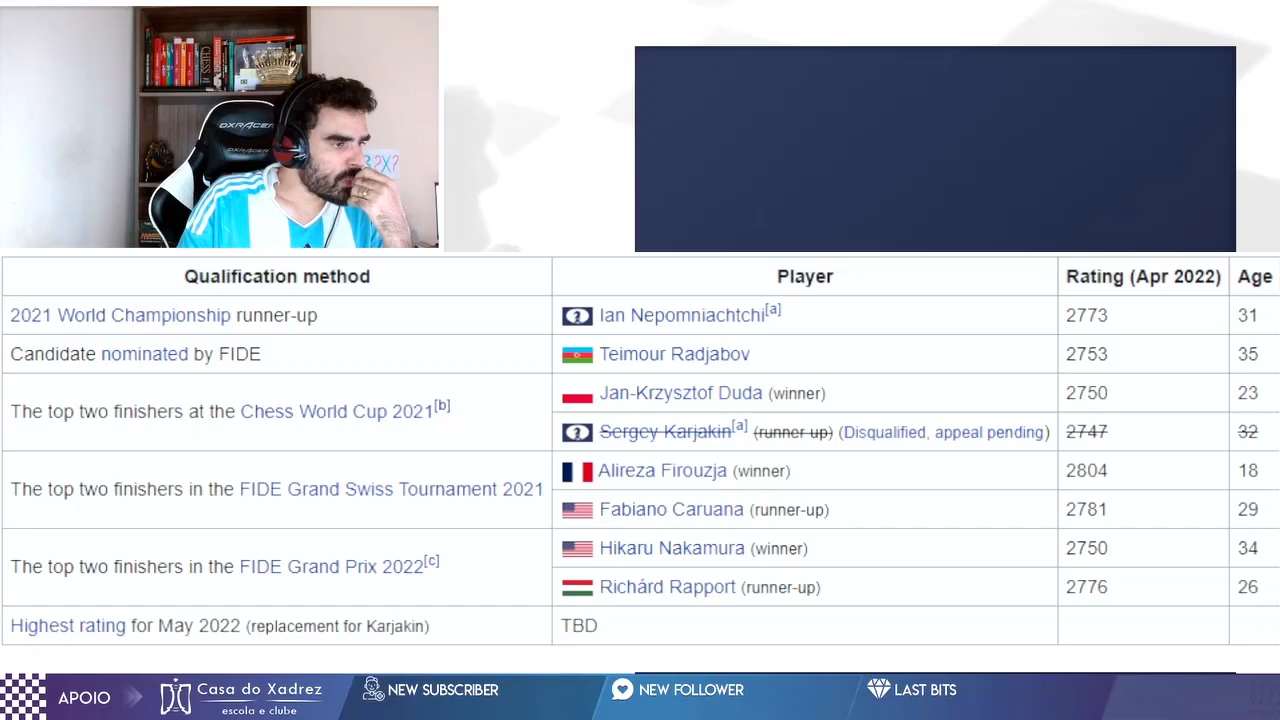 CHESS
DXRACER
DXRACER
3?X?
Qualification method Player Rating (Apr 2022) Age
2021 World Championship runner-up Ian Nepomniachtchi[a] 2773 31
Candidate nominated by FIDE Teimour Radjabov 2753 35
The top two finishers at the Chess World Cup 2021[b] Jan-Krzysztof Duda (winner) 2750 23
Sergey Karjakin[a] (runner up) (Disqualified, appeal pending) 2747 32
The top two finishers in the FIDE Grand Swiss Tournament 2021 Alireza Firouzja (winner) 2804 18
Fabiano Caruana (runner-up) 2781 29
The top two finishers in the FIDE Grand Prix 2022[c] Hikaru Nakamura (winner) 2750 34
Richárd Rapport (runner-up) 2776 26
Highest rating for May 2022 (replacement for Karjakin) TBD
APOIO Casa do Xadrez NEW SUBSCRIBER NEW FOLLOWER LAST BITS
escola e clube